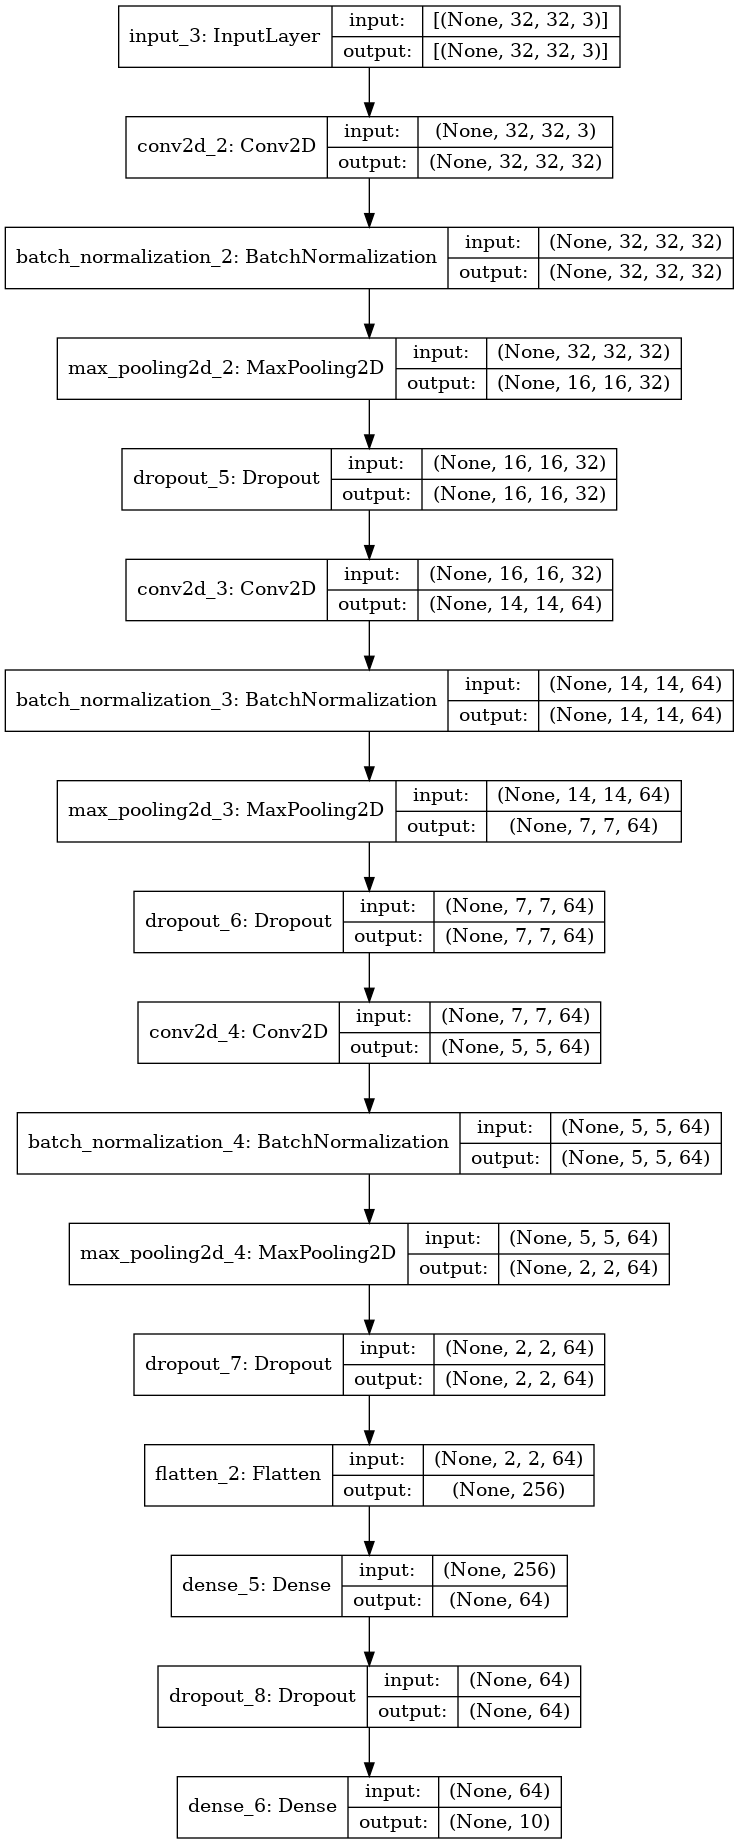 input_3: InputLayer
input: [(None, 32, 32, 3)]
output: [(None, 32, 32, 3)]
conv2d_2: Conv2D
input: (None, 32, 32, 3)
output: (None, 32, 32, 32)
batch_normalization_2: BatchNormalization
input: (None, 32, 32, 32)
output: (None, 32, 32, 32)
max_pooling2d_2: MaxPooling2D
input: (None, 32, 32, 32)
output: (None, 16, 16, 32)
dropout_5: Dropout
input: (None, 16, 16, 32)
output: (None, 16, 16, 32)
conv2d_3: Conv2D
input: (None, 16, 16, 32)
output: (None, 14, 14, 64)
batch_normalization_3: BatchNormalization
input: (None, 14, 14, 64)
output: (None, 14, 14, 64)
max_pooling2d_3: MaxPooling2D
input: (None, 14, 14, 64)
output: (None, 7, 7, 64)
dropout_6: Dropout
input: (None, 7, 7, 64)
output: (None, 7, 7, 64)
conv2d_4: Conv2D
input: (None, 7, 7, 64)
output: (None, 5, 5, 64)
batch_normalization_4: BatchNormalization
input: (None, 5, 5, 64)
output: (None, 5, 5, 64)
max_pooling2d_4: MaxPooling2D
input: (None, 5, 5, 64)
output: (None, 2, 2, 64)
dropout_7: Dropout
input: (None, 2, 2, 64)
output: (None, 2, 2, 64)
flatten_2: Flatten
input: (None, 2, 2, 64)
output: (None, 256)
dense_5: Dense
input: (None, 256)
output: (None, 64)
dropout_8: Dropout
input: (None, 64)
output: (None, 64)
dense_6: Dense
input: (None, 64)
output: (None, 10)